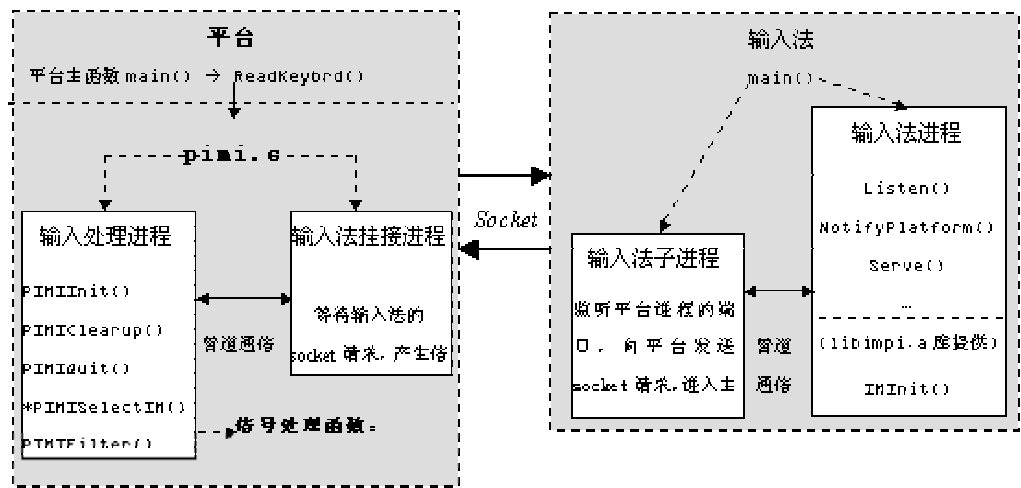 平台
平台主函数main() → ReadKeybrd()
pimi.c
输入处理进程
PIMIInit()
PIMIClearup()
PIMIQuit()
*PIMISelectIM()
PIMIFilter()
管道通信
输入法挂接进程
等待输入法的
socket 请求，产生信
信号处理函数：
Socket
输入法
main()
输入法子进程
监听平台进程的端
口，向平台发送
socket 请求，进入主
管道
通信
输入法进程
Listen()
NotifyPlatform()
Serve()
…
(libimpi.a 库提供)
IMInit()